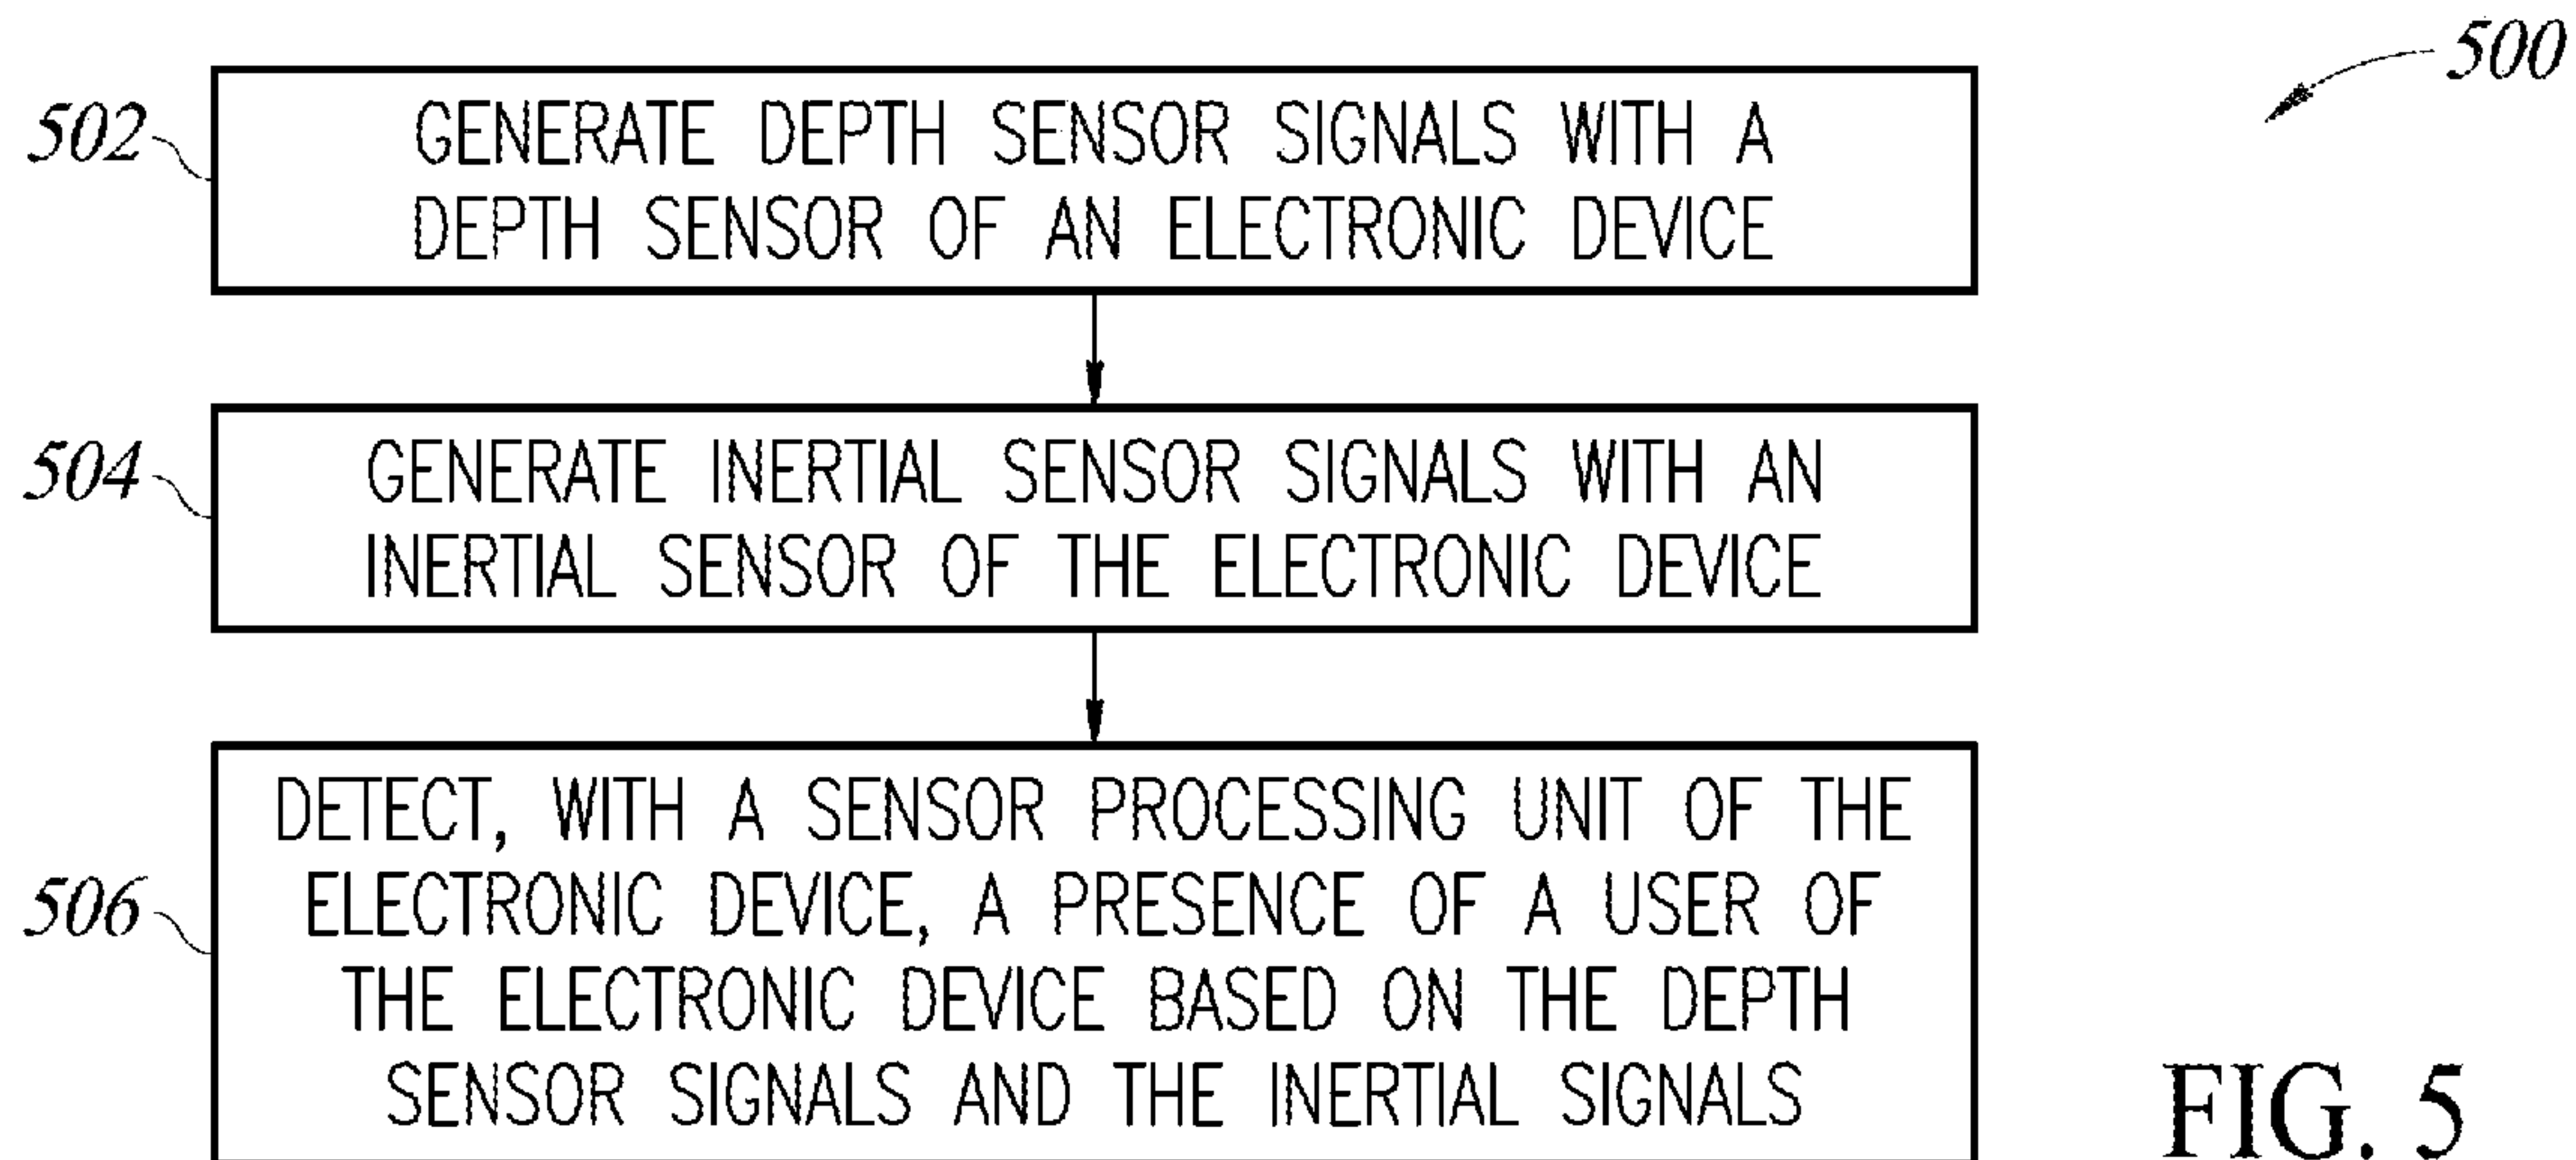 500
502
GENERATE DEPTH SENSOR SIGNALS WITH A
DEPTH SENSOR OF AN ELECTRONIC DEVICE
504
GENERATE INERTIAL SENSOR SIGNALS WITH AN
INERTIAL SENSOR OF THE ELECTRONIC DEVICE
506
DETECT, WITH A SENSOR PROCESSING UNIT OF THE
ELECTRONIC DEVICE, A PRESENCE OF A USER OF
THE ELECTRONIC DEVICE BASED ON THE DEPTH
SENSOR SIGNALS AND THE INERTIAL SIGNALS
FIG. 5